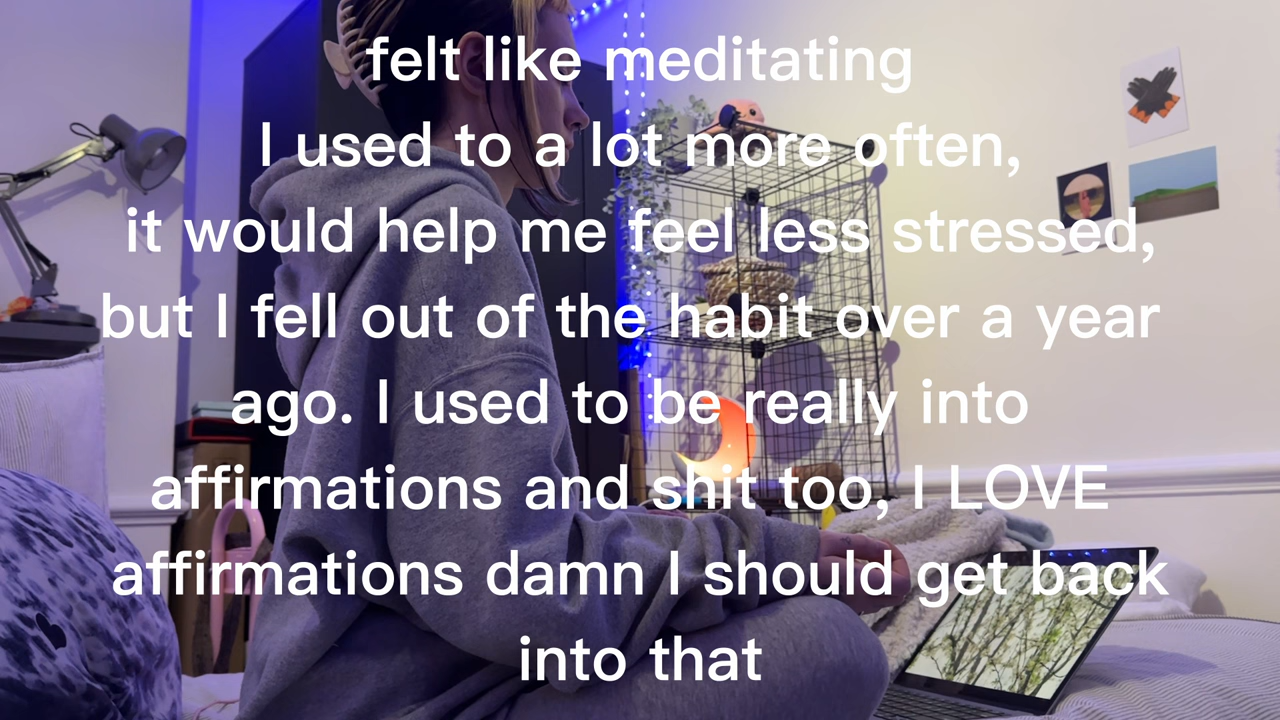 felt like meditating
I used to a lot more often,
it would help me feel less stressed,
but I fell out of the habit over a year
ago. I used to be really into
affirmations and shit too, I LOVE
affirmations damn I should get back
into that